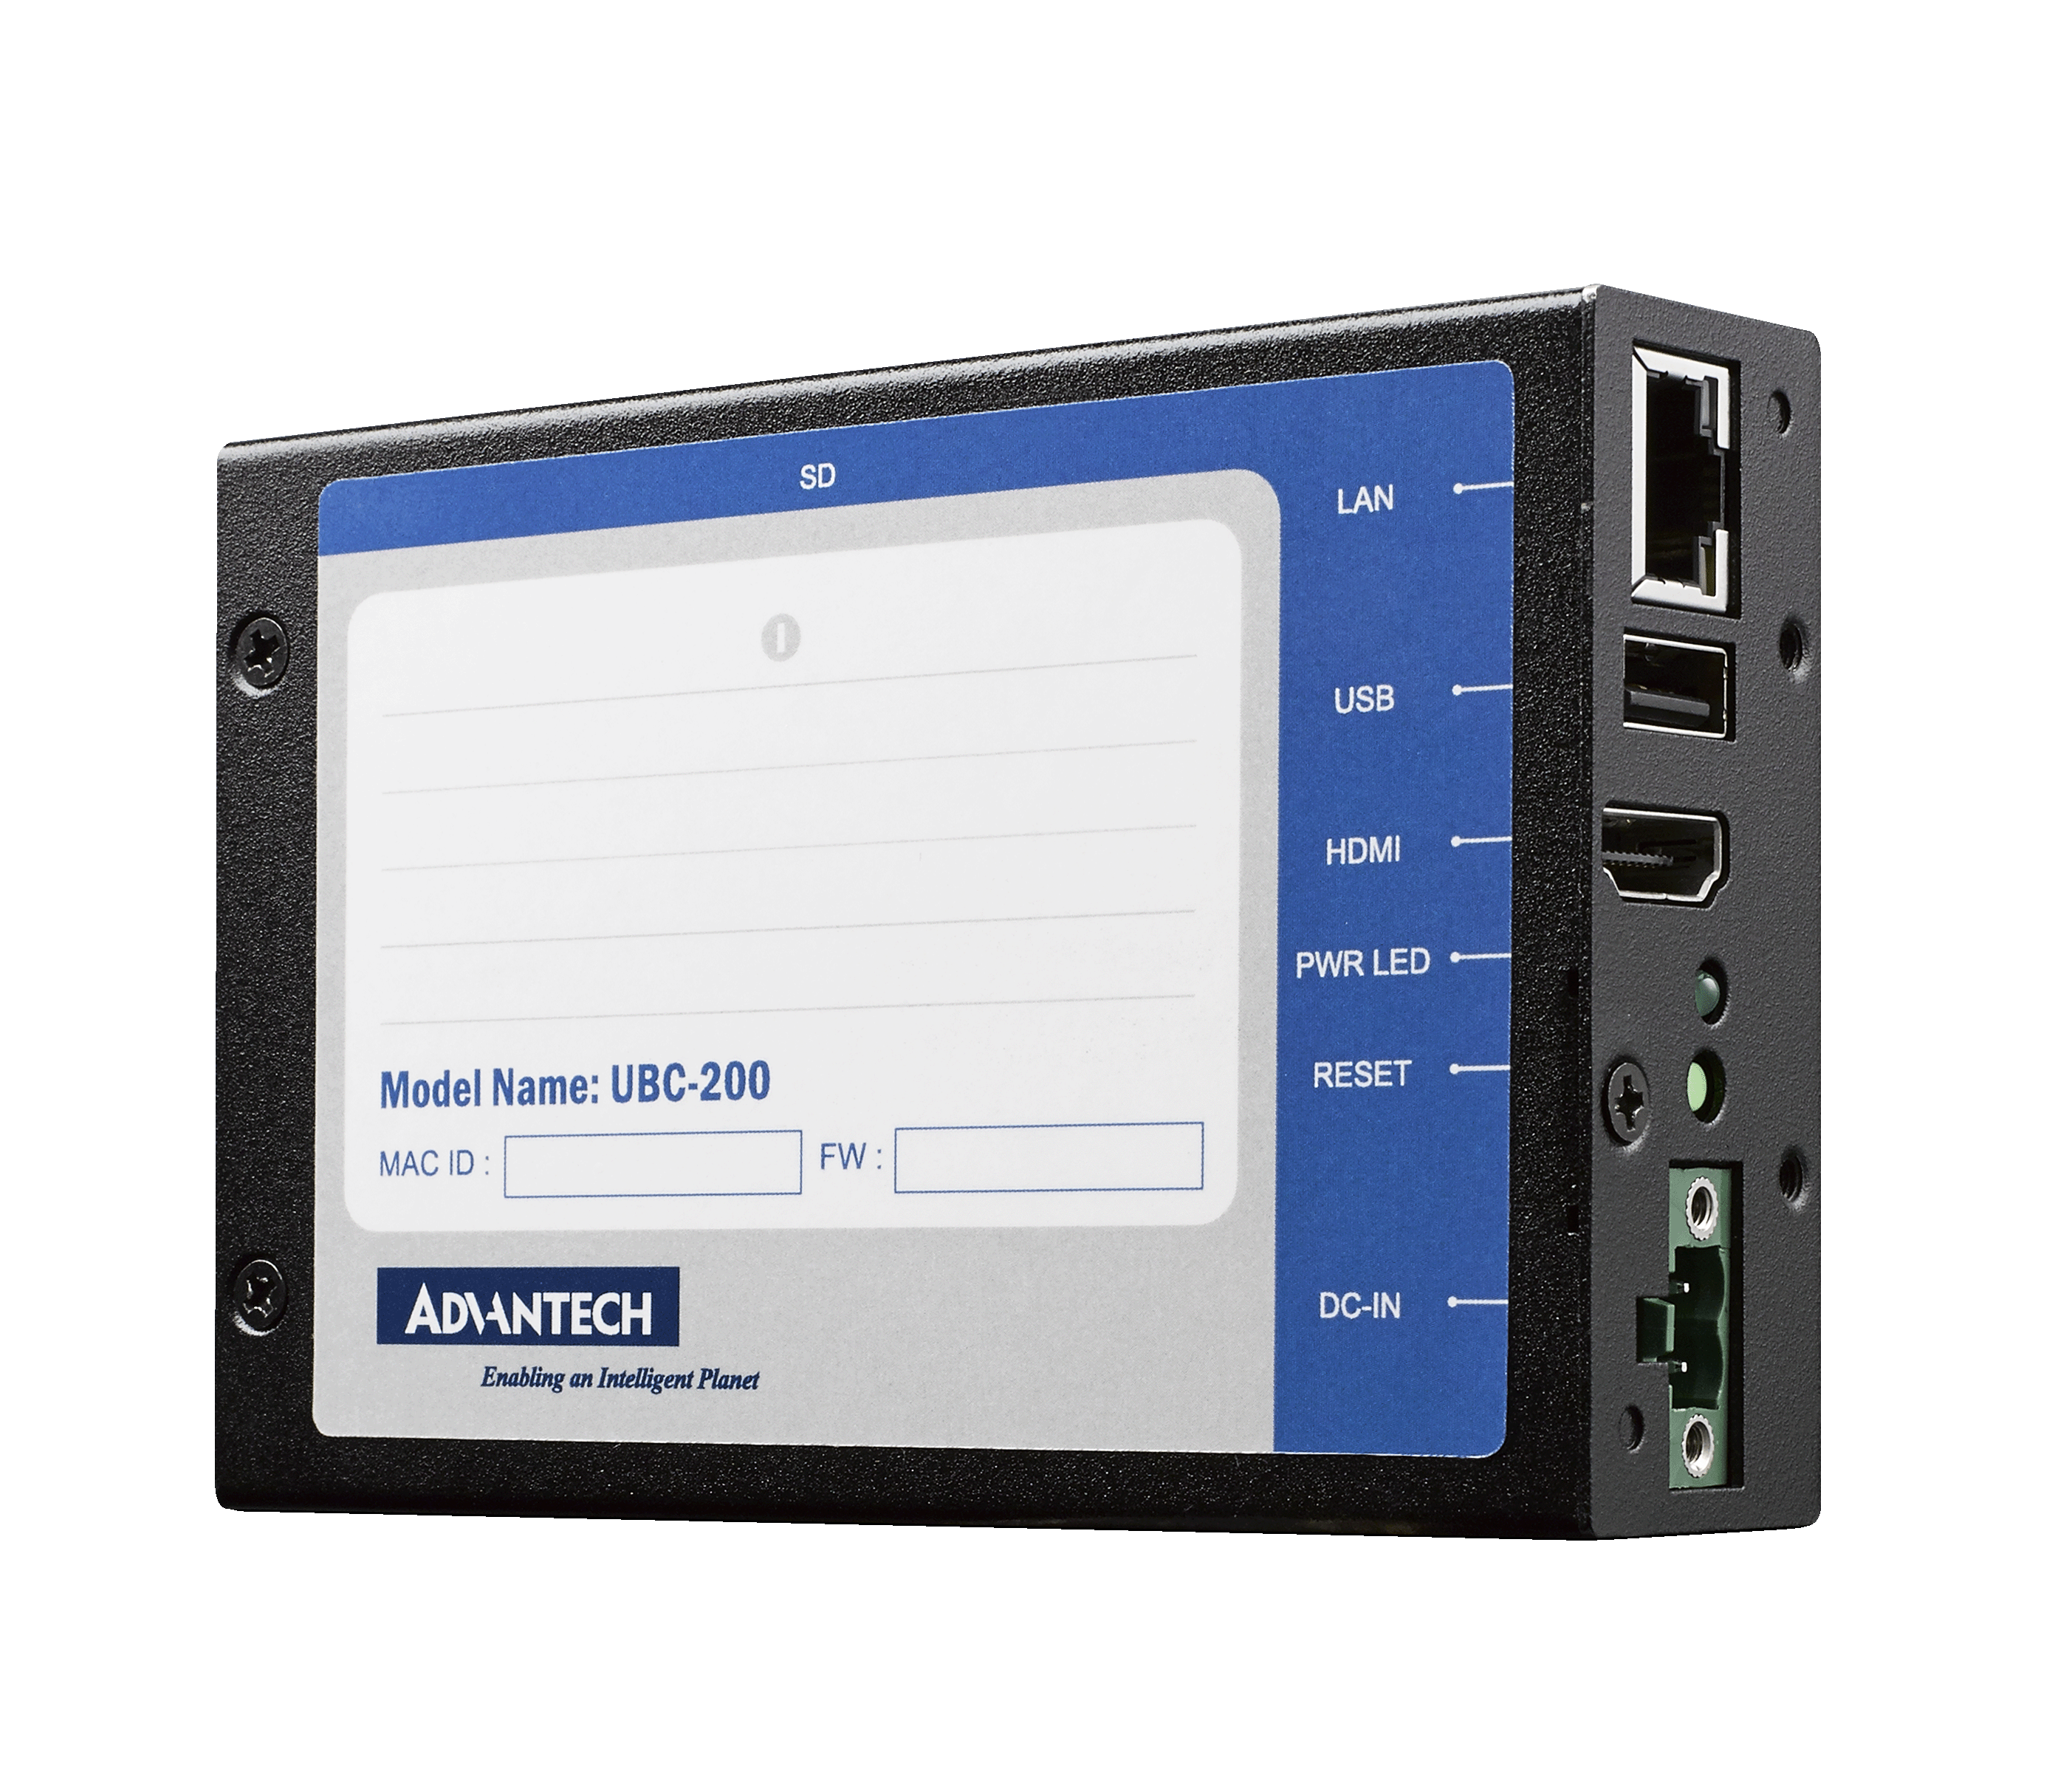 SD
LAN
USB
HDMI
PWR LED
RESET
DC-IN
Model Name: UBC-200
MAC ID :
FW :
ADVANTECH
Enabling an Intelligent Planet